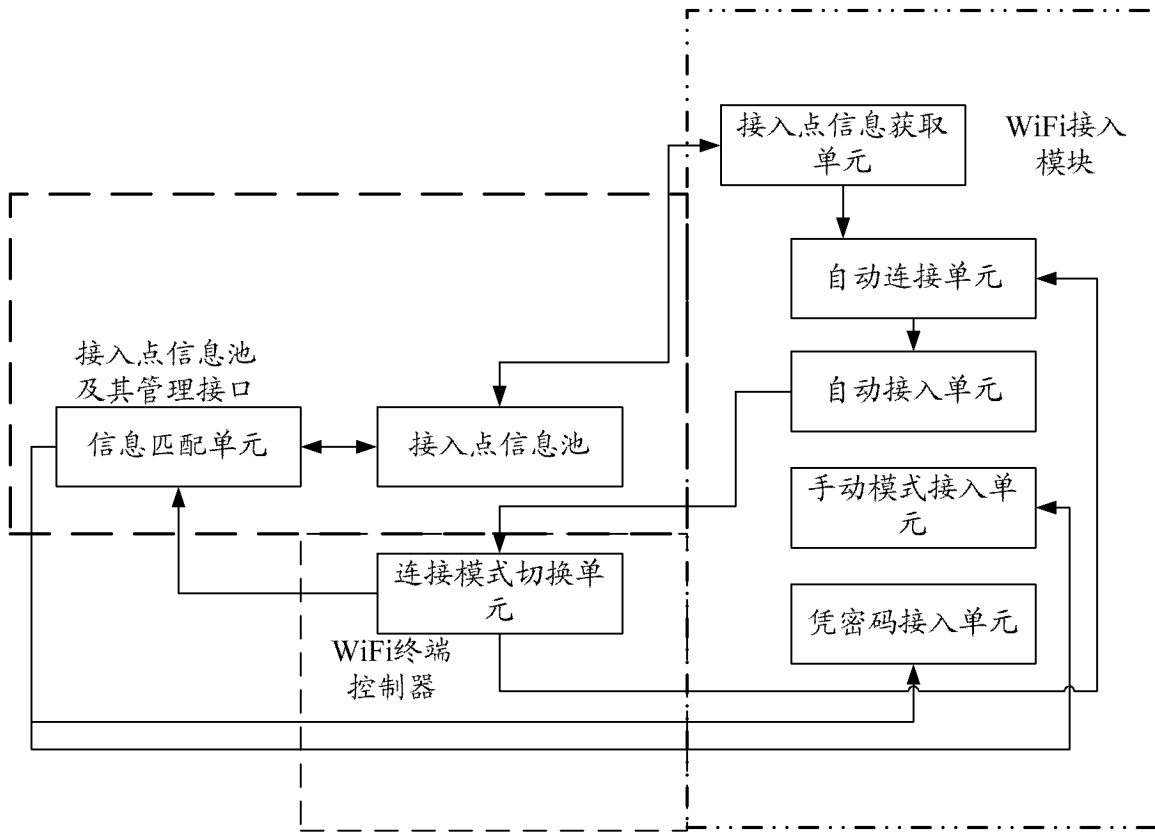 接入点信息获取
单元
WiFi接入
模块
自动连接单元
接入点信息池
及其管理接口
自动接入单元
信息匹配单元
接入点信息池
手动模式接入单
元
连接模式切换单
元
凭密码接入单元
WiFi终端
控制器